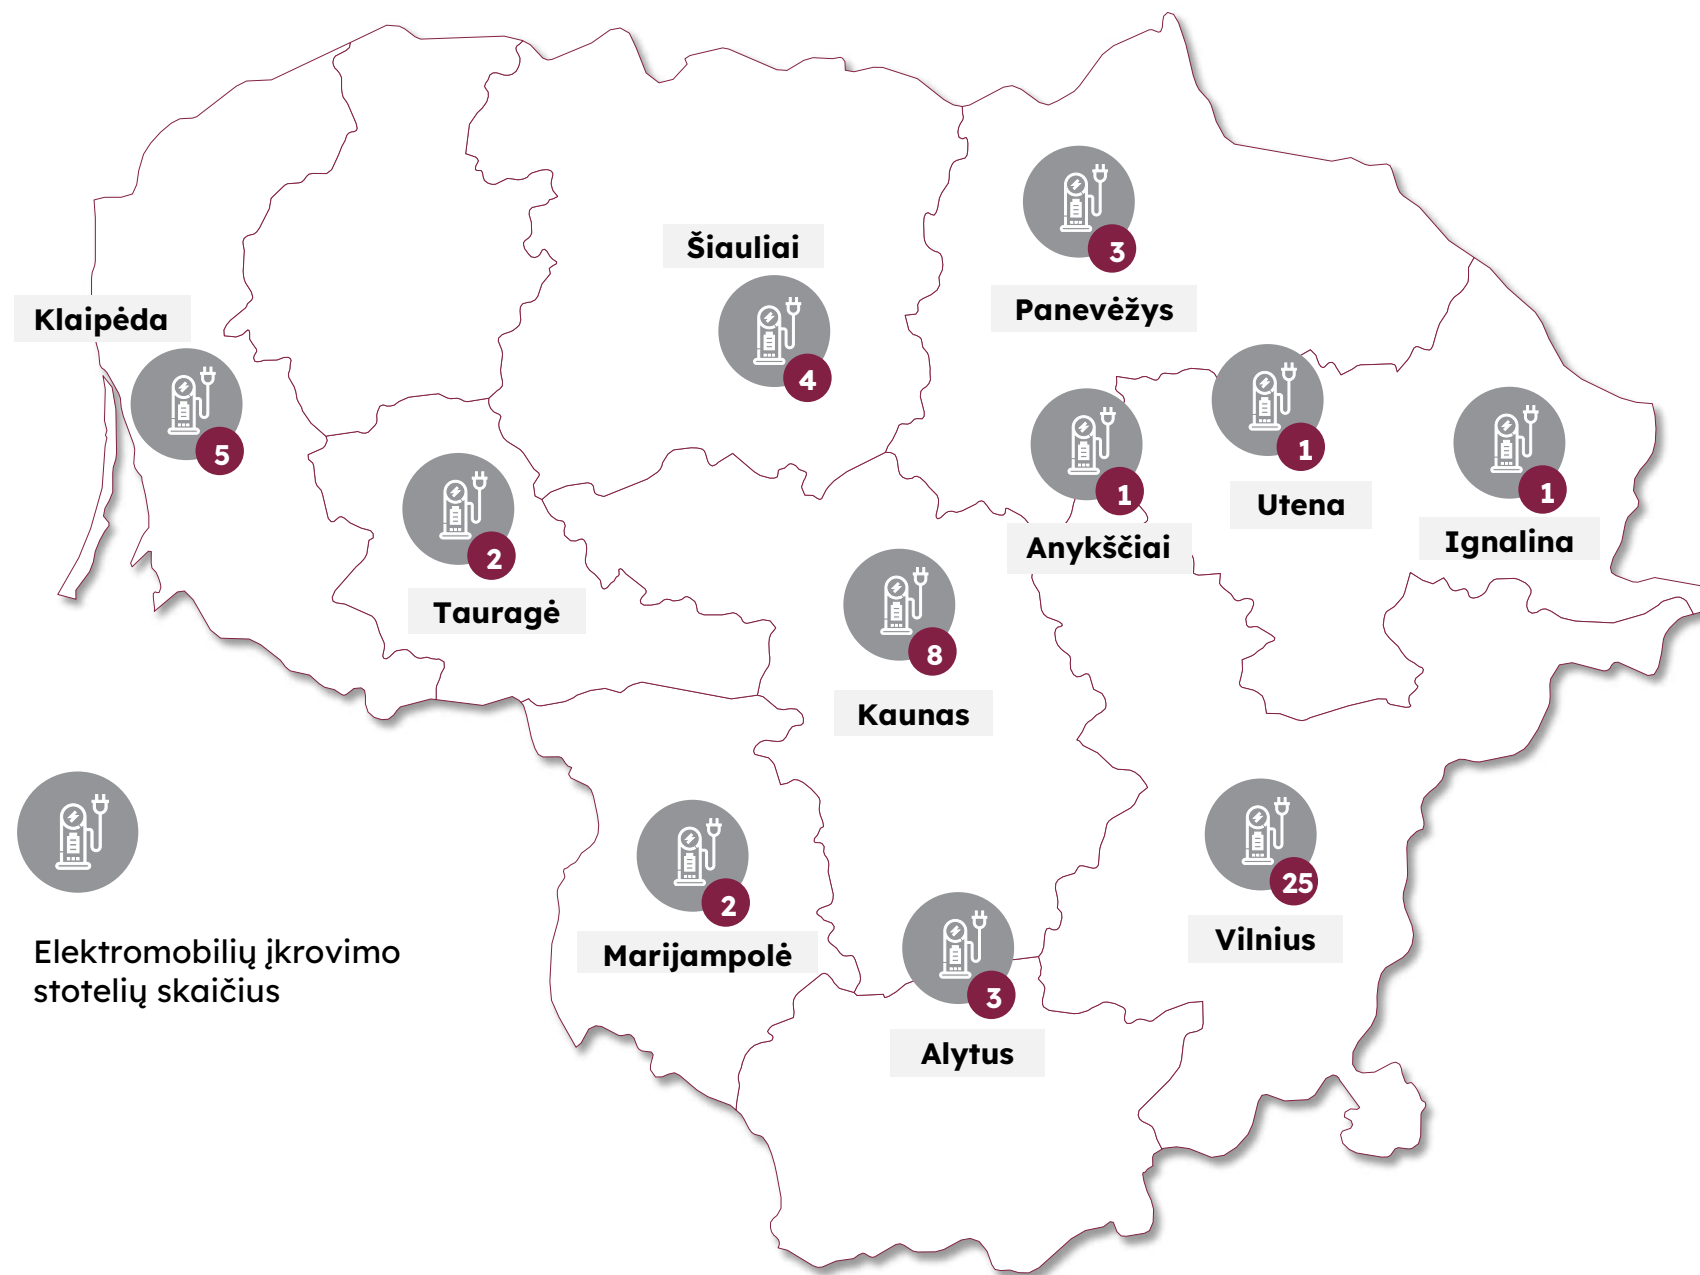 3
Panevėžys
Šiauliai
4
Klaipėda
5
1
Utena
1
Anykščiai
1
Ignalina
2
Tauragė
8
Kaunas
25
Vilnius
2
Marijampolė
3
Alytus
Elektromobilių įkrovimo
stotelių skaičius